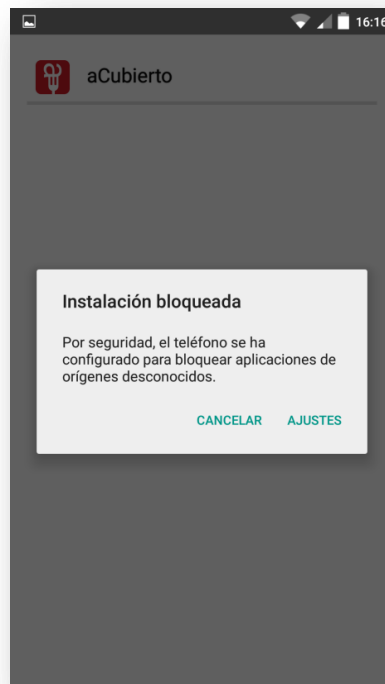 16:16
aCubierto
Instalación bloqueada
Por seguridad, el teléfono se ha
configurado para bloquear aplicaciones de
orígenes desconocidos.
CANCELAR AJUSTES